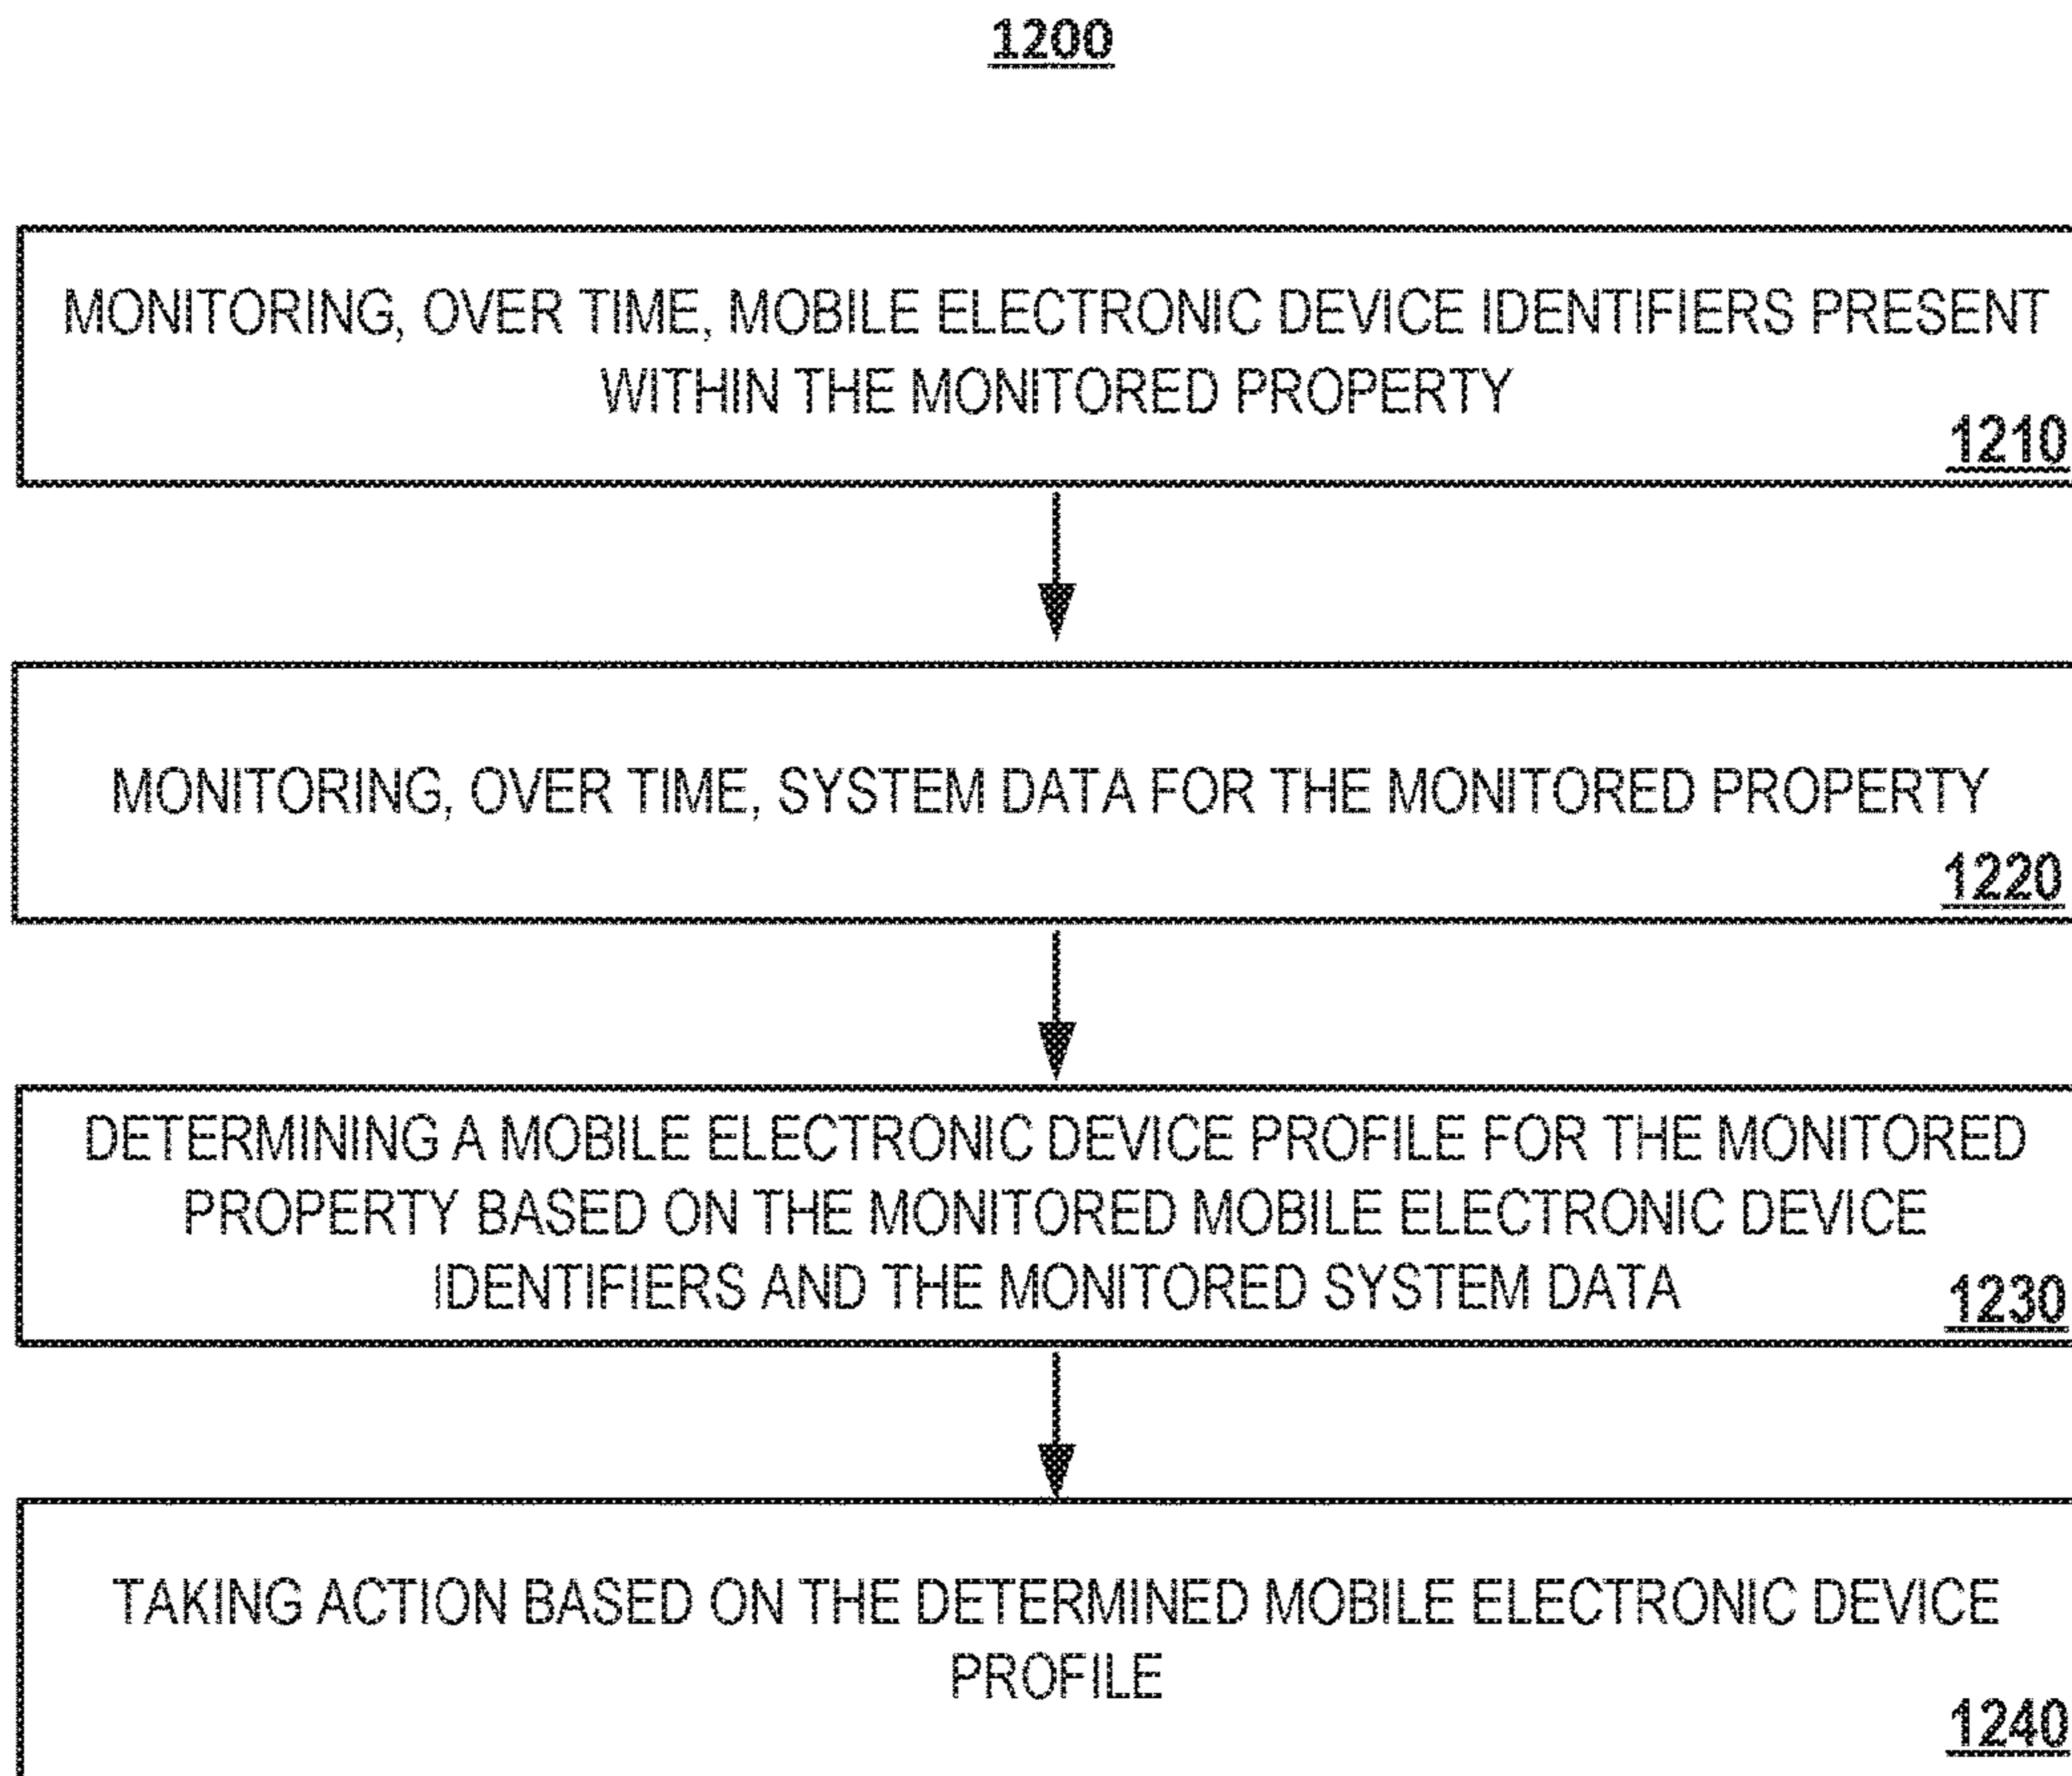 1200
MONITORING, OVER TIME, MOBILE ELECTRONIC DEVICE IDENTIFIERS PRESENT
WITHIN THE MONITORED PROPERTY
1210
MONITORING, OVER TIME, SYSTEM DATA FOR THE MONITORED PROPERTY
1220
DETERMINING A MOBILE ELECTRONIC DEVICE PROFILE FOR THE MONITORED
PROPERTY BASED ON THE MONITORED MOBILE ELECTRONIC DEVICE
IDENTIFIERS AND THE MONITORED SYSTEM DATA
1230
TAKING ACTION BASED ON THE DETERMINED MOBILE ELECTRONIC DEVICE
PROFILE
1240